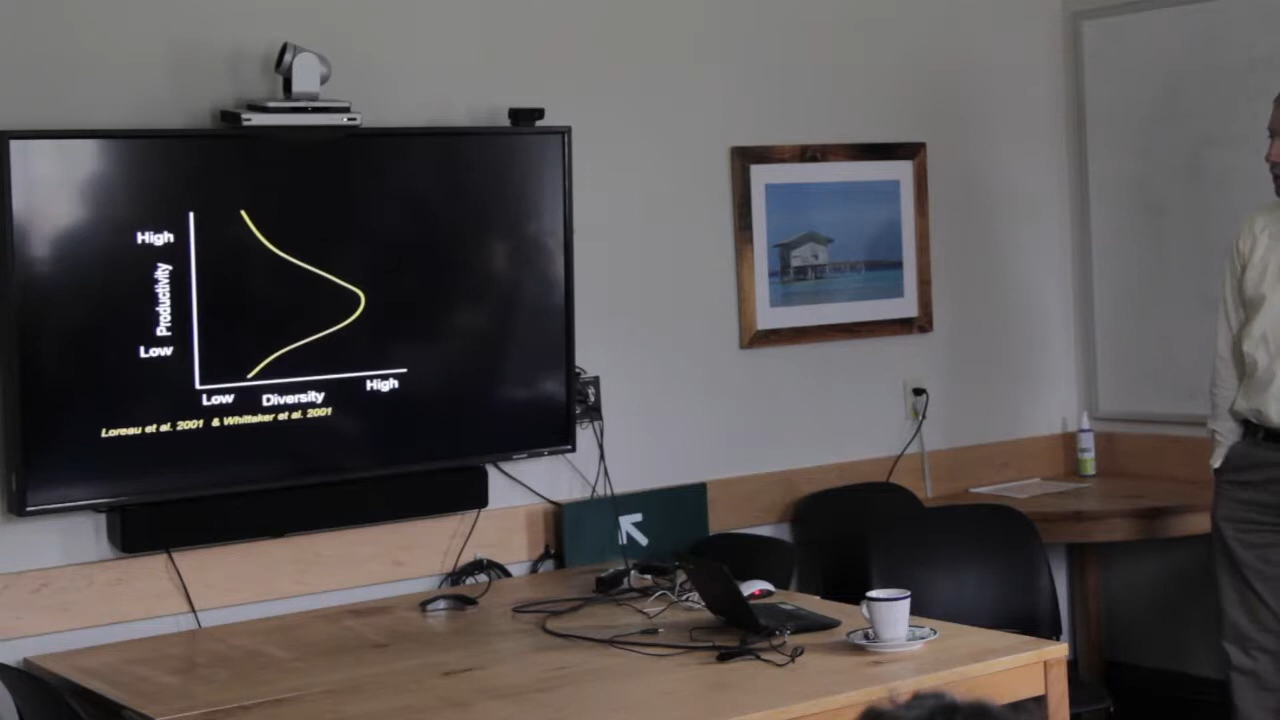 High
Productivity
Low
Low Diversity High
Loreau et al. 2001 & Whittaker et al. 2001